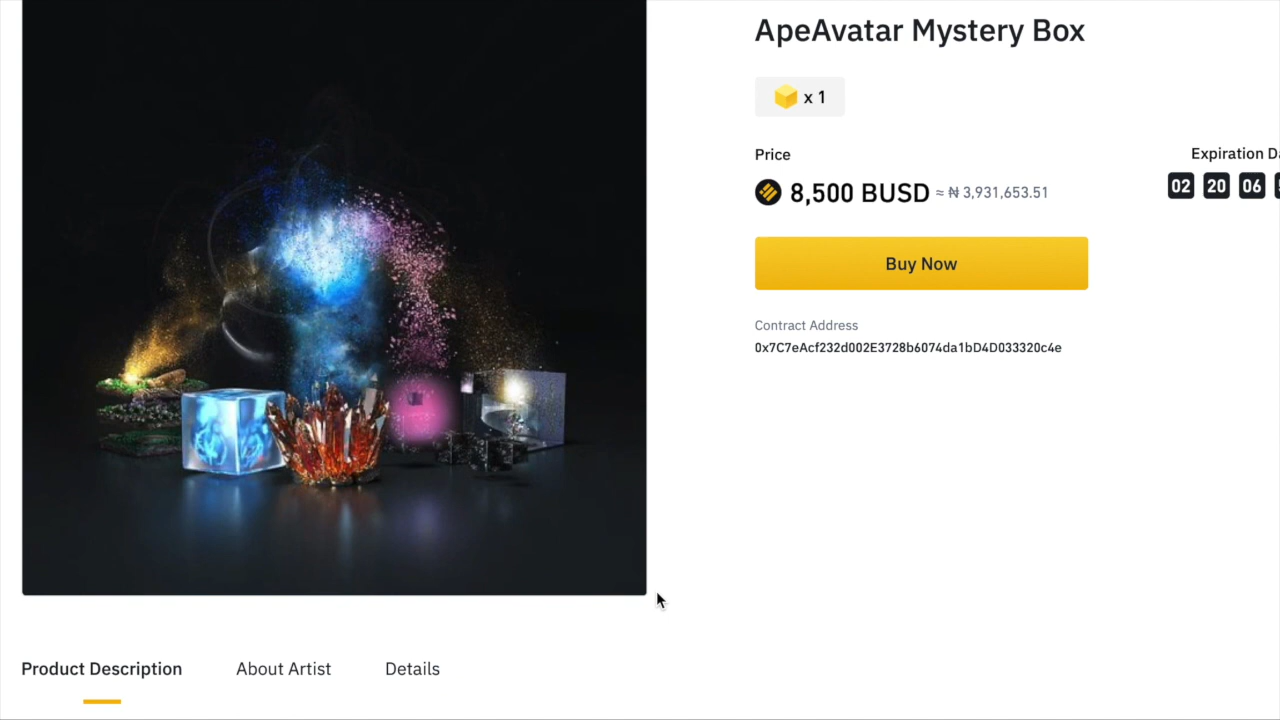 ApeAvatar Mystery Box
x 1
Price
8,500 BUSD ≈ ₦ 3,931,653.51
Expiration
02 20 06
Buy Now
Contract Address
0x7C7eAcf232d002E3728b6074da1bD4D033320c4e
Product Description About Artist Details